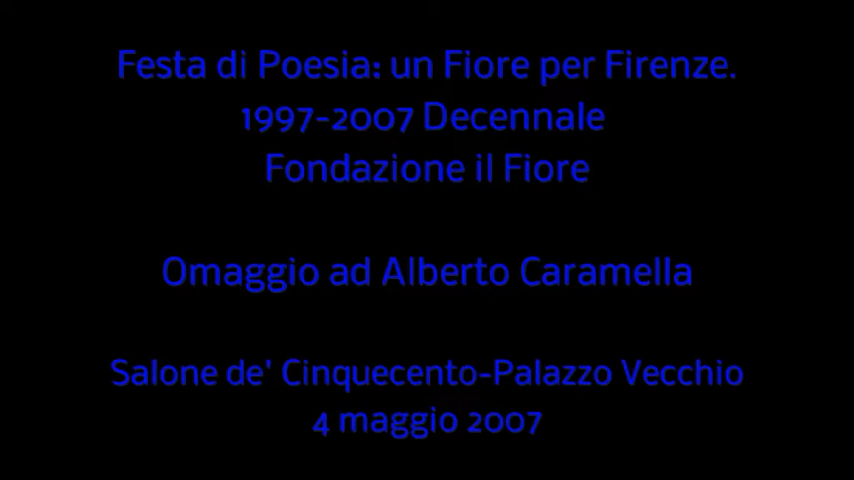 Festa di Poesia: un Fiore per Firenze.
1997-2007 Decennale
Fondazione il Fiore
Omaggio ad Alberto Caramella
Salone de' Cinquecento-Palazzo Vecchio
4 maggio 2007